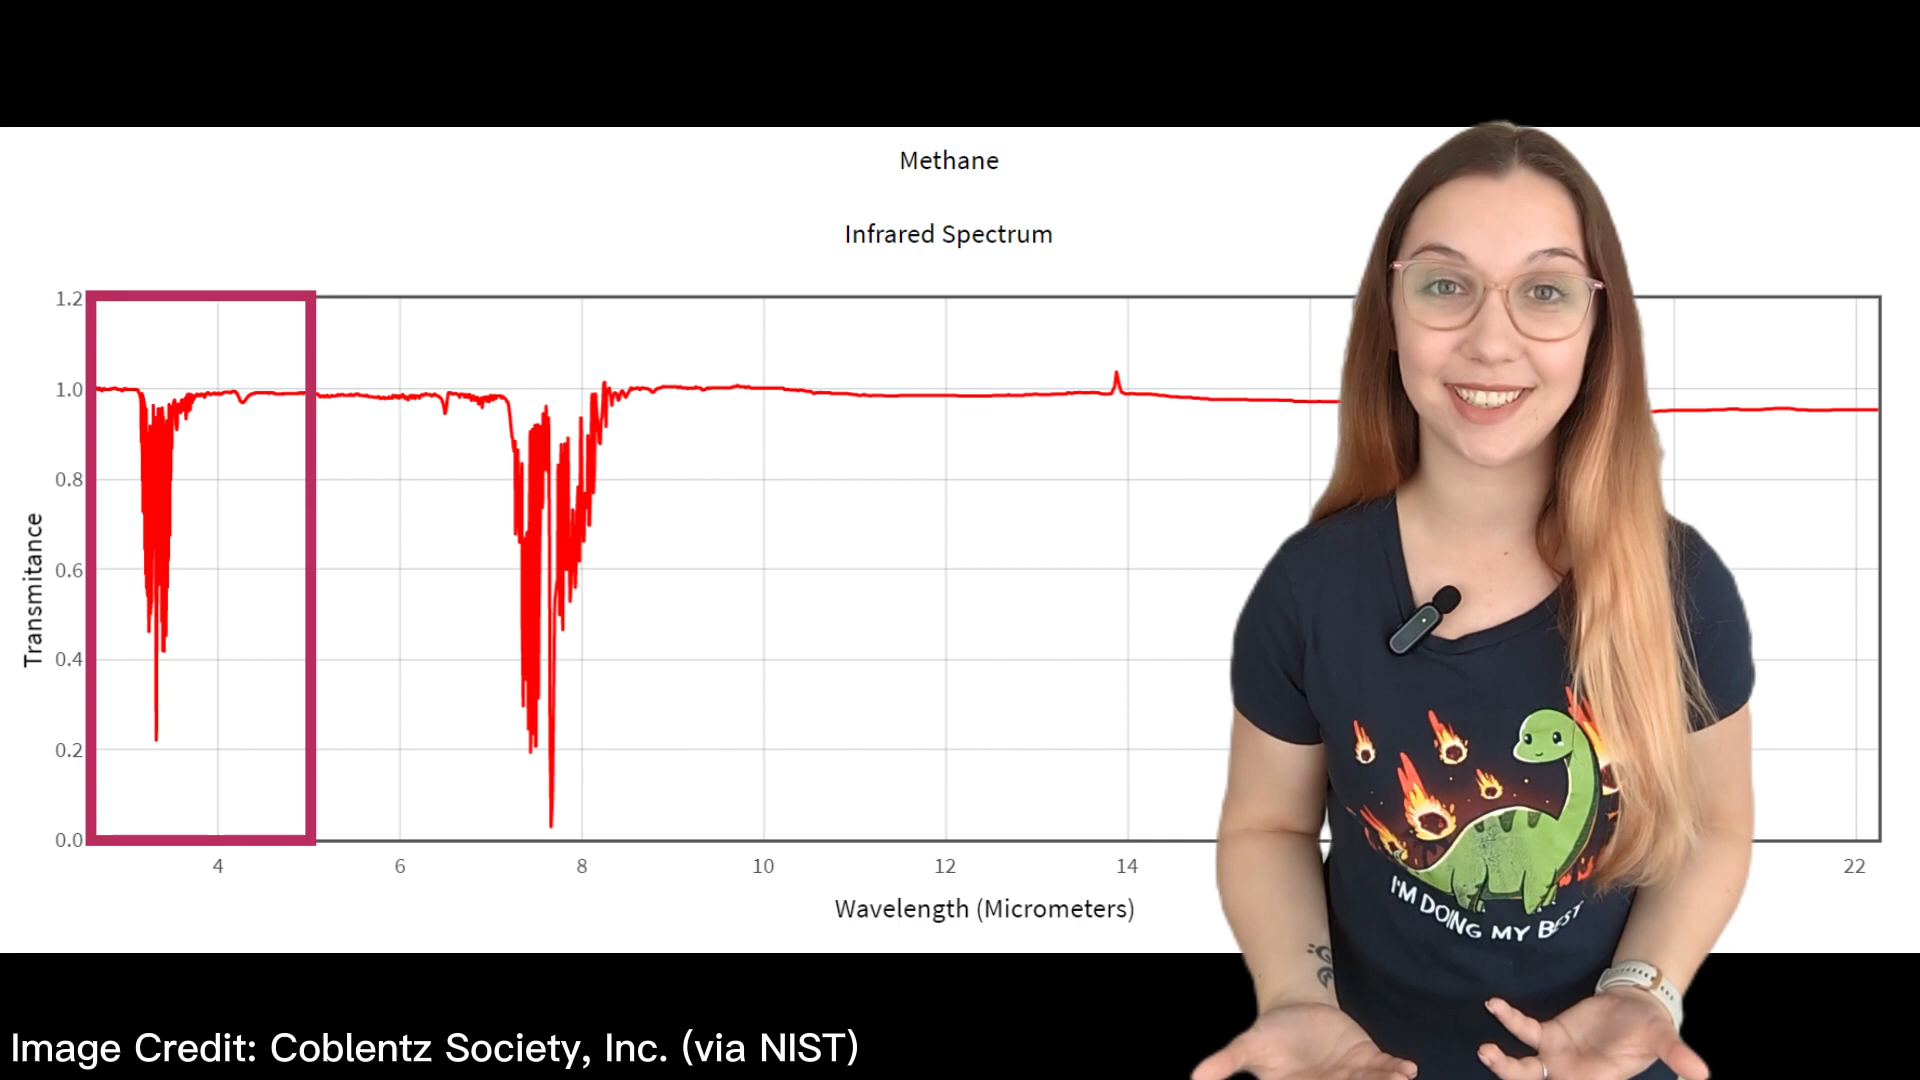 Methane
Infrared Spectrum
1.2
1.0
0.8
0.6
0.4
0.2
0.0
Transmitance
4 6 8 10 12 14 22
Wavelength (Micrometers)
I'M DOING MY BEST
Image Credit: Coblentz Society, Inc. (via NIST)